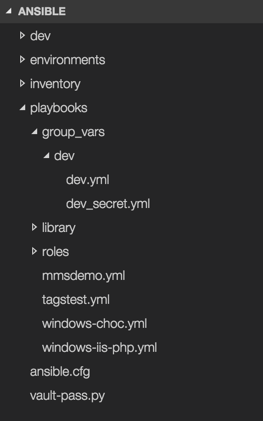 ANSIBLE
dev
environments
inventory
playbooks
group_vars
dev
dev.yml
dev_secret.yml
library
roles
mmsdemo.yml
tagstest.yml
windows-choc.yml
windows-iis-php.yml
ansible.cfg
vault-pass.py